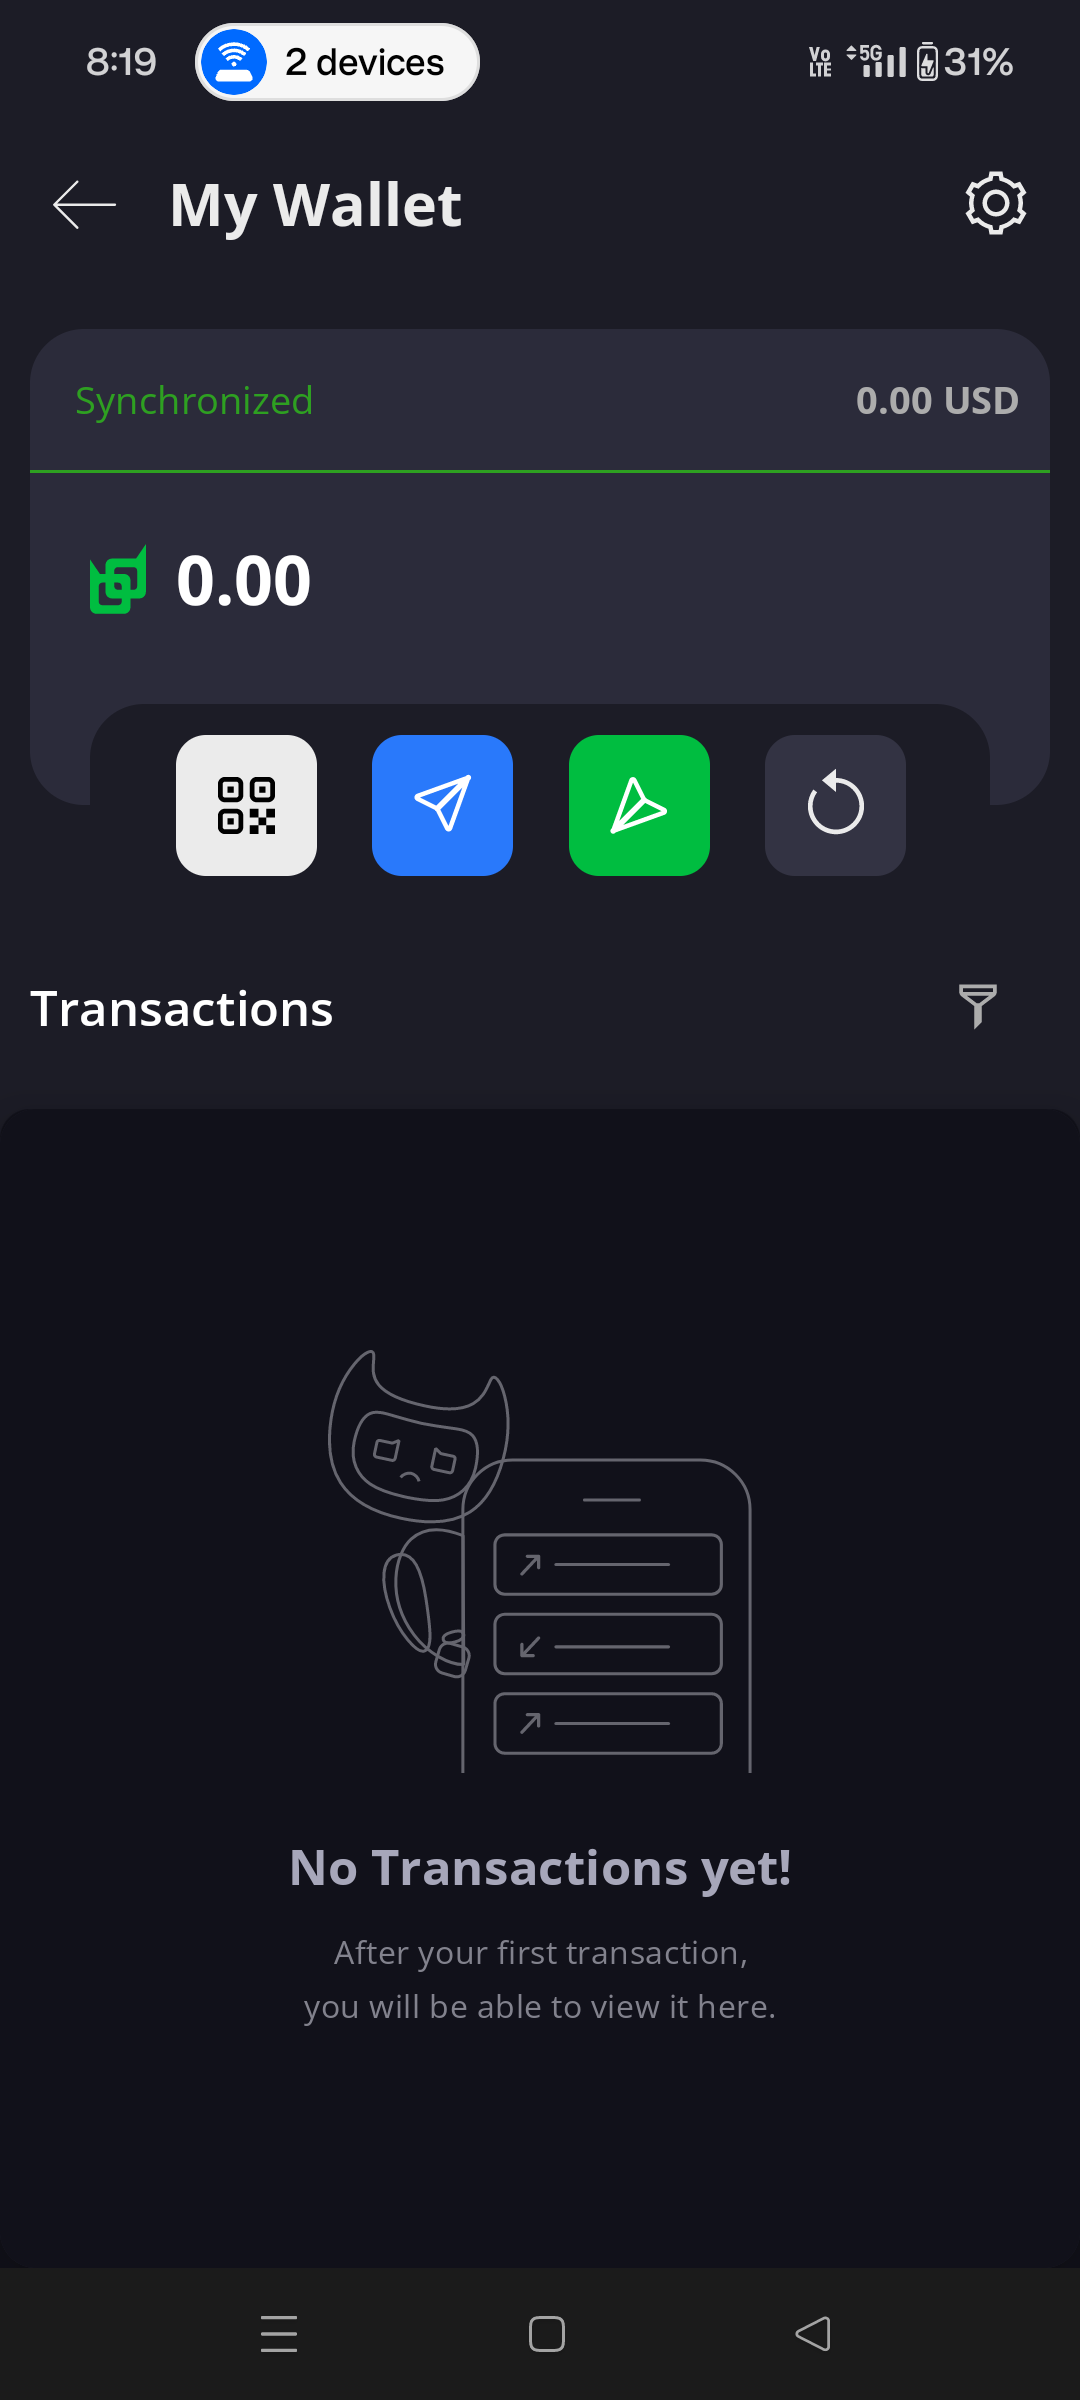 8:19
2 devices
Vo
LTE
5G
31%
My Wallet
Synchronized
0.00 USD
0.00
Transactions
No Transactions yet!
After your first transaction,
you will be able to view it here.